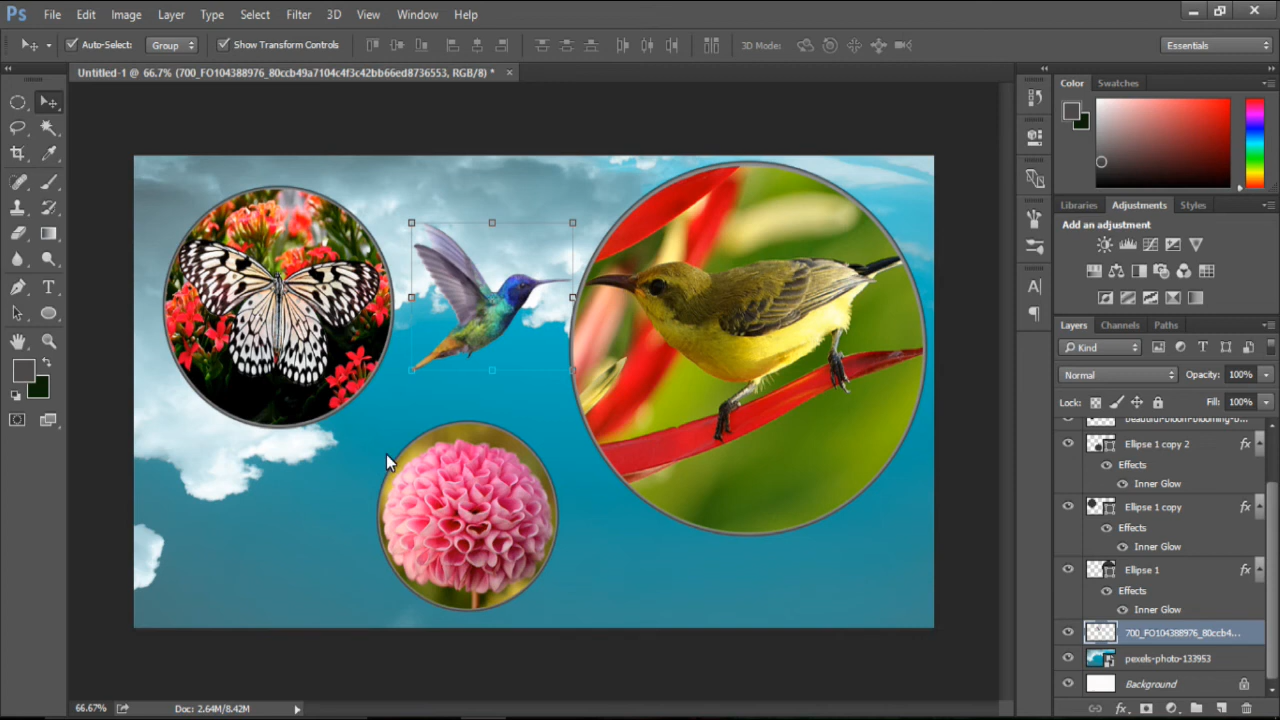 Ps File Edit Image Layer Type Select Filter 3D View Window Help
Auto-Select: Group Show Transform Controls 3D Mode: Essentials
Untitled-1 @ 66.7% (700_FO104388976_80ccb49a7104c4f3c42bb66ed8736553, RGB/8) *
Color Swatches
Libraries Adjustments Styles
Add an adjustment
Layers Channels Paths
Kind
Normal Opacity: 100%
Lock: Fill: 100%
Ellipse 1 copy 2 fx
Effects
Inner Glow
Ellipse 1 copy fx
Effects
Inner Glow
Ellipse 1 fx
Effects
Inner Glow
700_FO104388976_80ccb4...
pexels-photo-133953
Background
66.67% Doc: 2.64M/8.42M